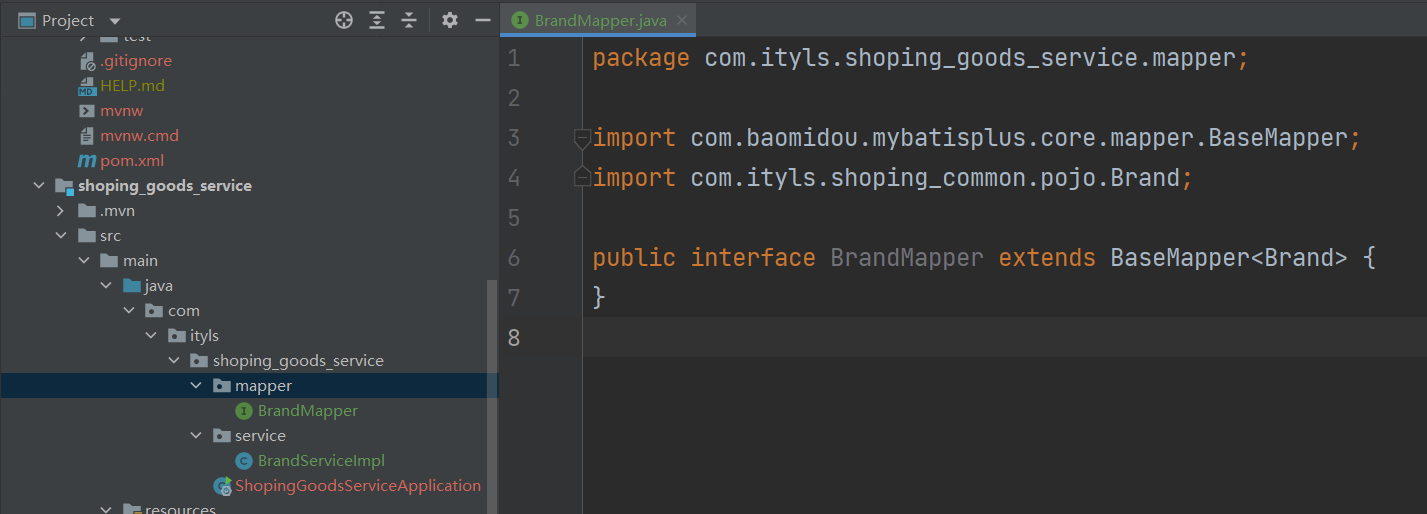 Project
BrandMapper.java
test
.gitignore
HELP.md
mvnw
mvnw.cmd
pom.xml
shoping_goods_service
.mvn
src
main
java
com
ityls
shoping_goods_service
mapper
BrandMapper
service
BrandServiceImpl
ShopingGoodsServiceApplication
resources
1 package com.ityls.shoping_goods_service.mapper;
2
3 import com.baomidou.mybatisplus.core.mapper.BaseMapper;
4 import com.ityls.shoping_common.pojo.Brand;
5
6 public interface BrandMapper extends BaseMapper<Brand> {
7 }
8